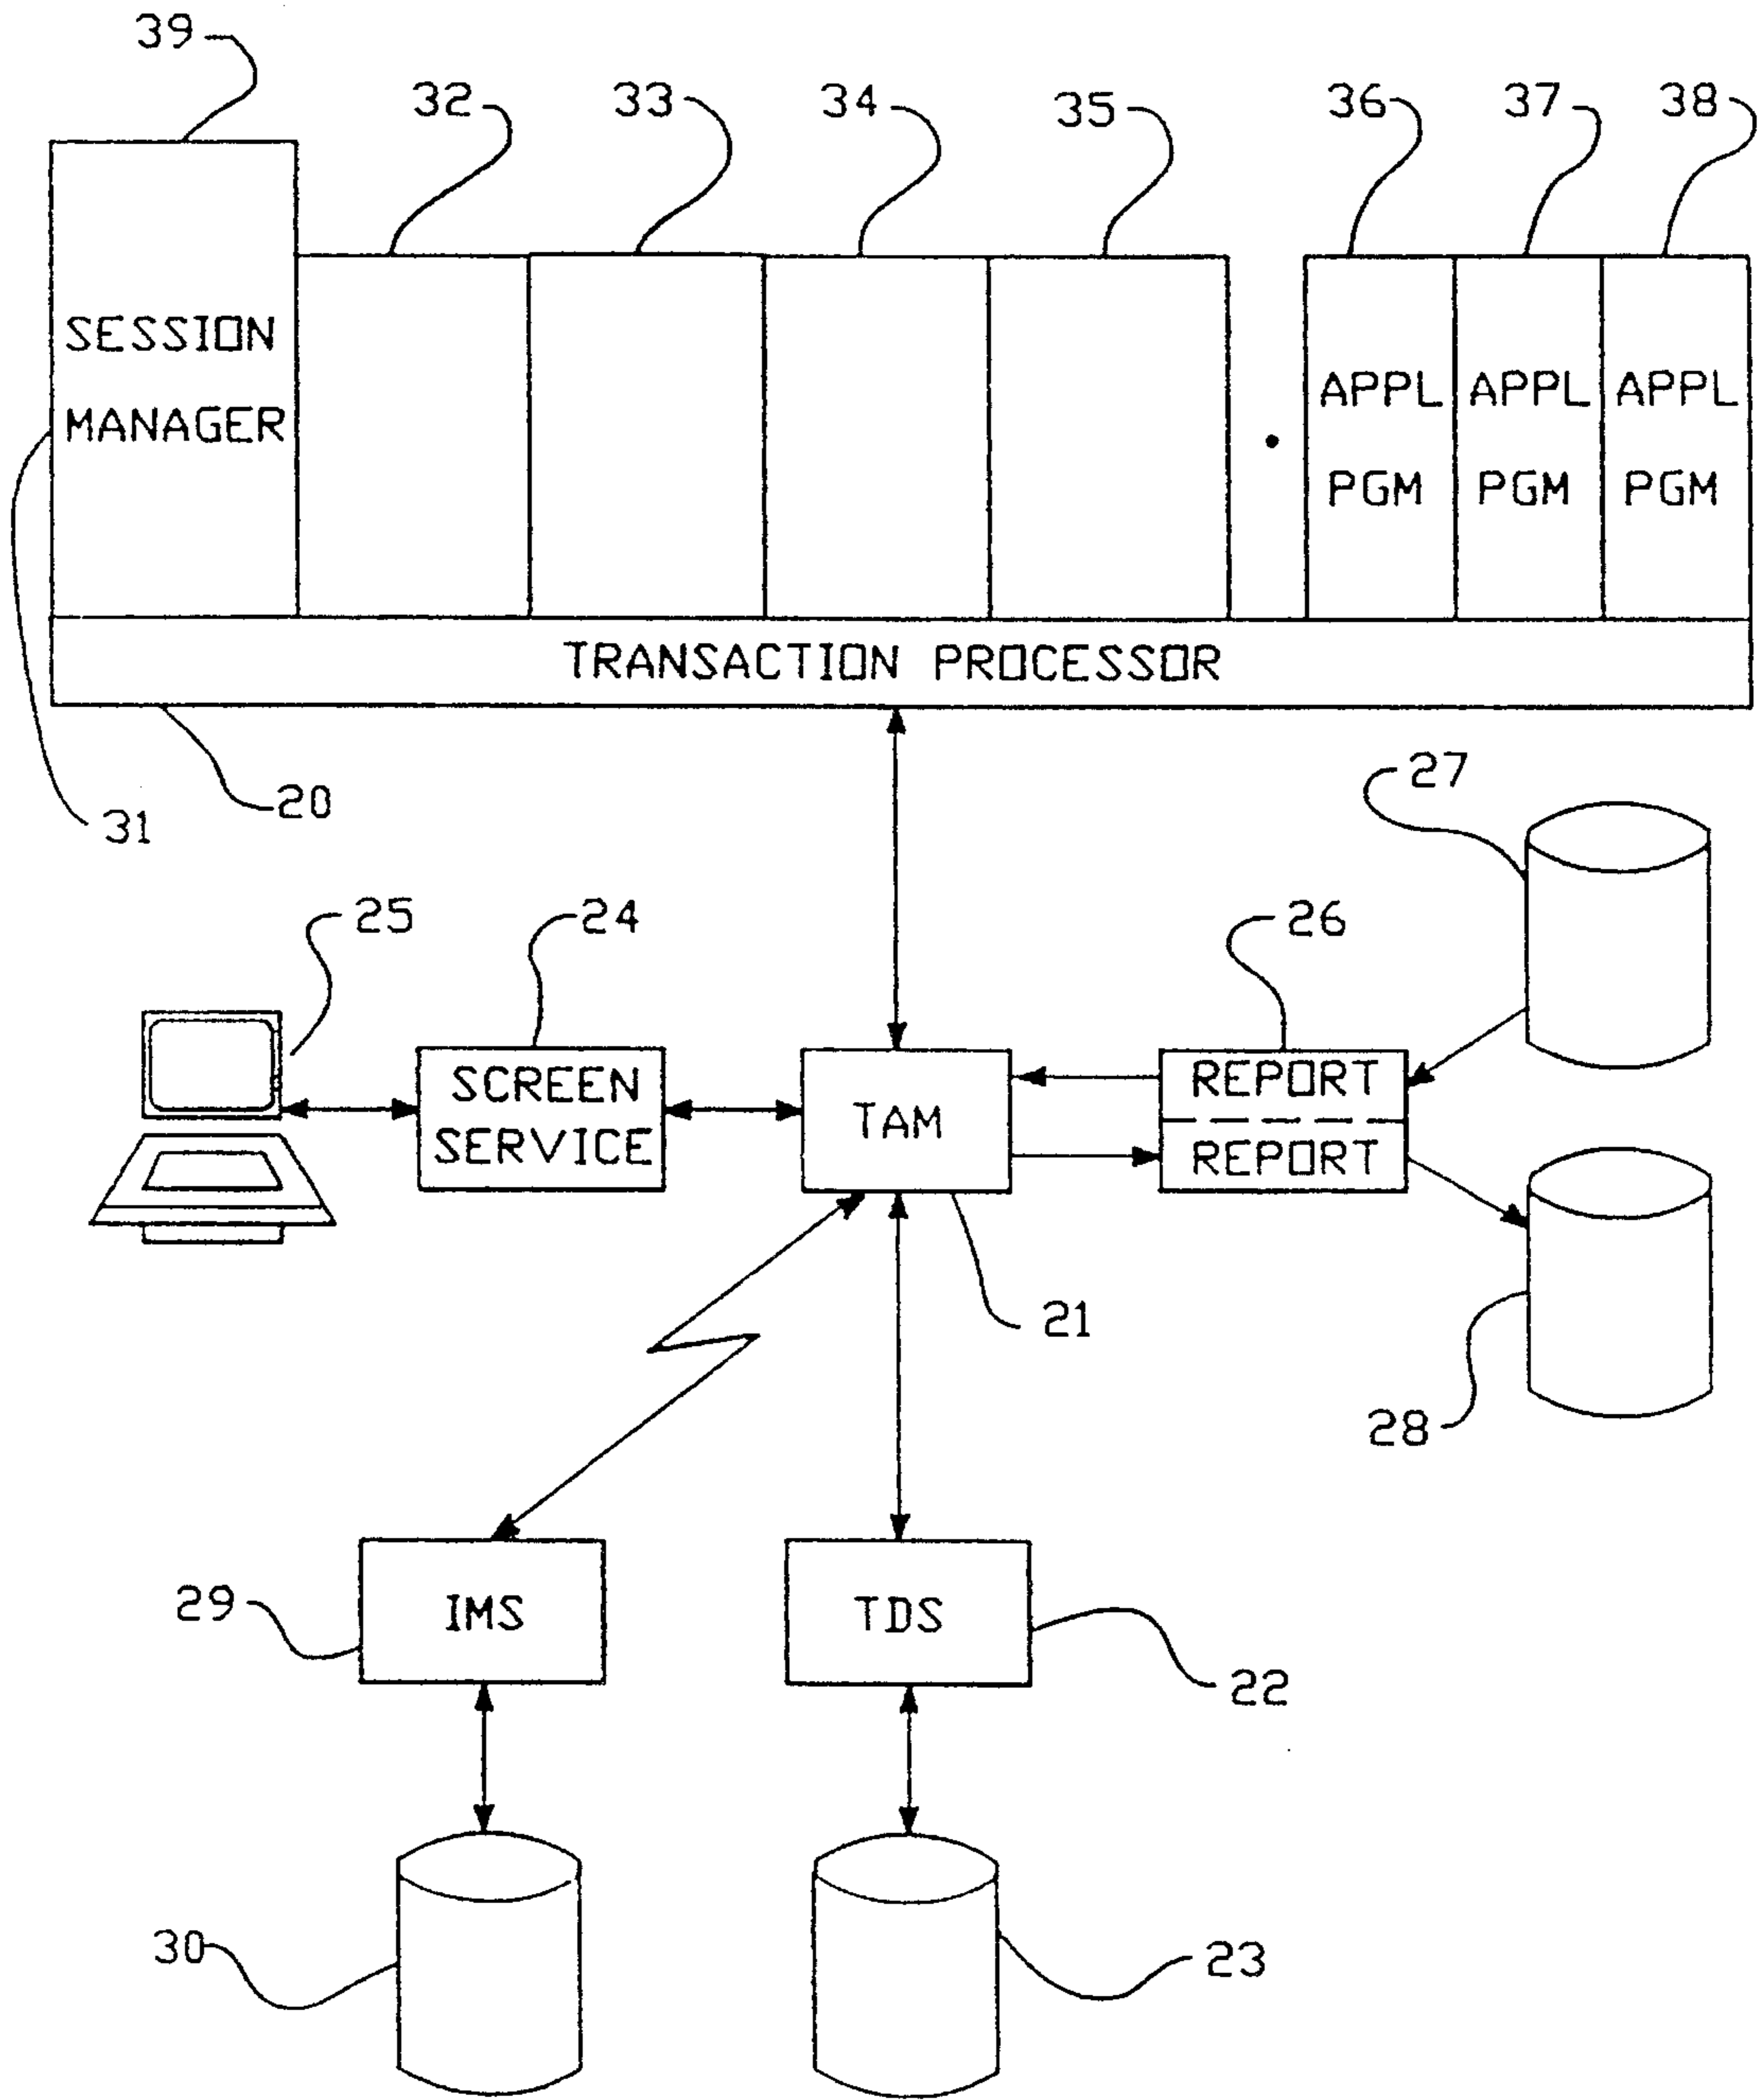 39
32
33
34
35
36
37
38
SESSION
MANAGER
APPL
PGM
APPL
PGM
APPL
PGM
TRANSACTION PROCESSOR
31
20
27
25
24
26
SCREEN
SERVICE
TAM
REPORT
REPORT
21
28
29
IMS
TDS
22
30
23